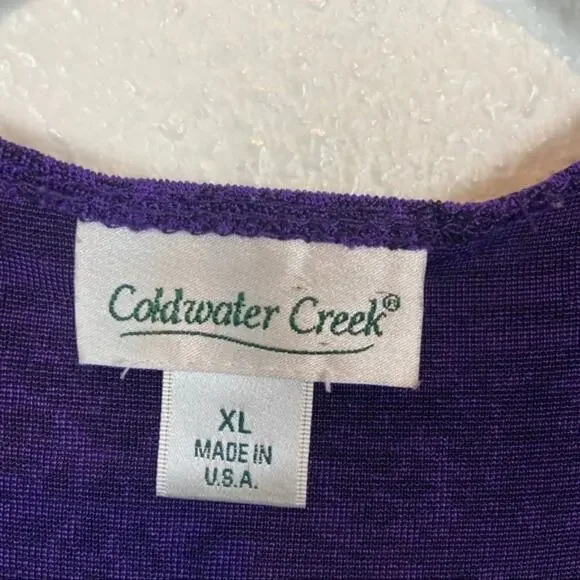 Coldwater Creek®
XL
MADE IN
U.S.A.